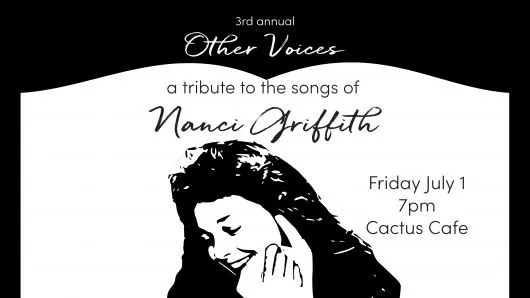 3rd annual
Other Voices
a tribute to the songs of
Nanci Griffith
Friday July 1
7pm
Cactus Cafe